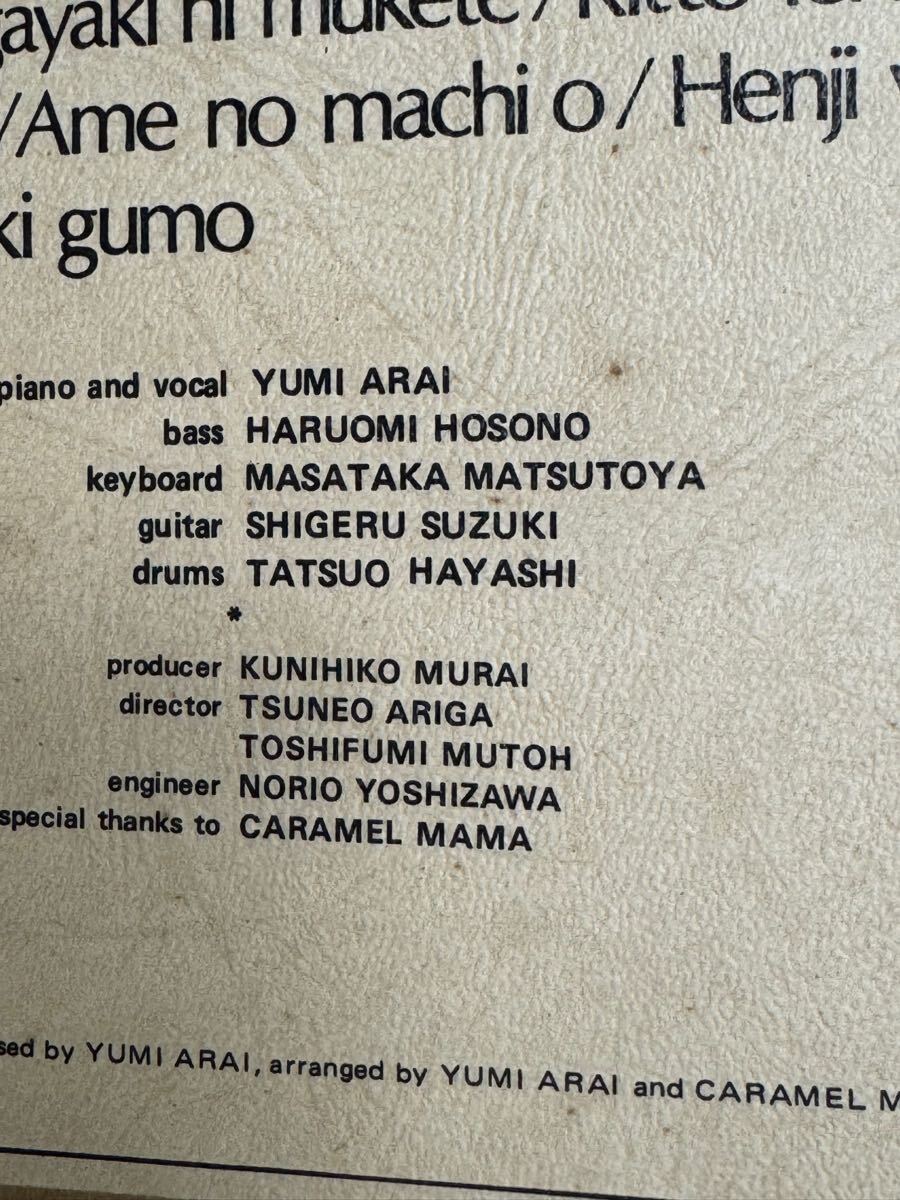 gayaki ni mukete / Kitto
/Ame no machi o / Henji
ki gumo
piano and vocal YUMI ARAI
bass HARUOMI HOSONO
keyboard MASATAKA MATSUTOYA
guitar SHIGERU SUZUKI
drums TATSUO HAYASHI
*
producer KUNIHIKO MURAI
director TSUNEO ARIGA
TOSHIFUMI MUTOH
engineer NORIO YOSHIZAWA
special thanks to CARAMEL MAMA
sed by YUMI ARAI, arranged by YUMI ARAI and CARAMEL M